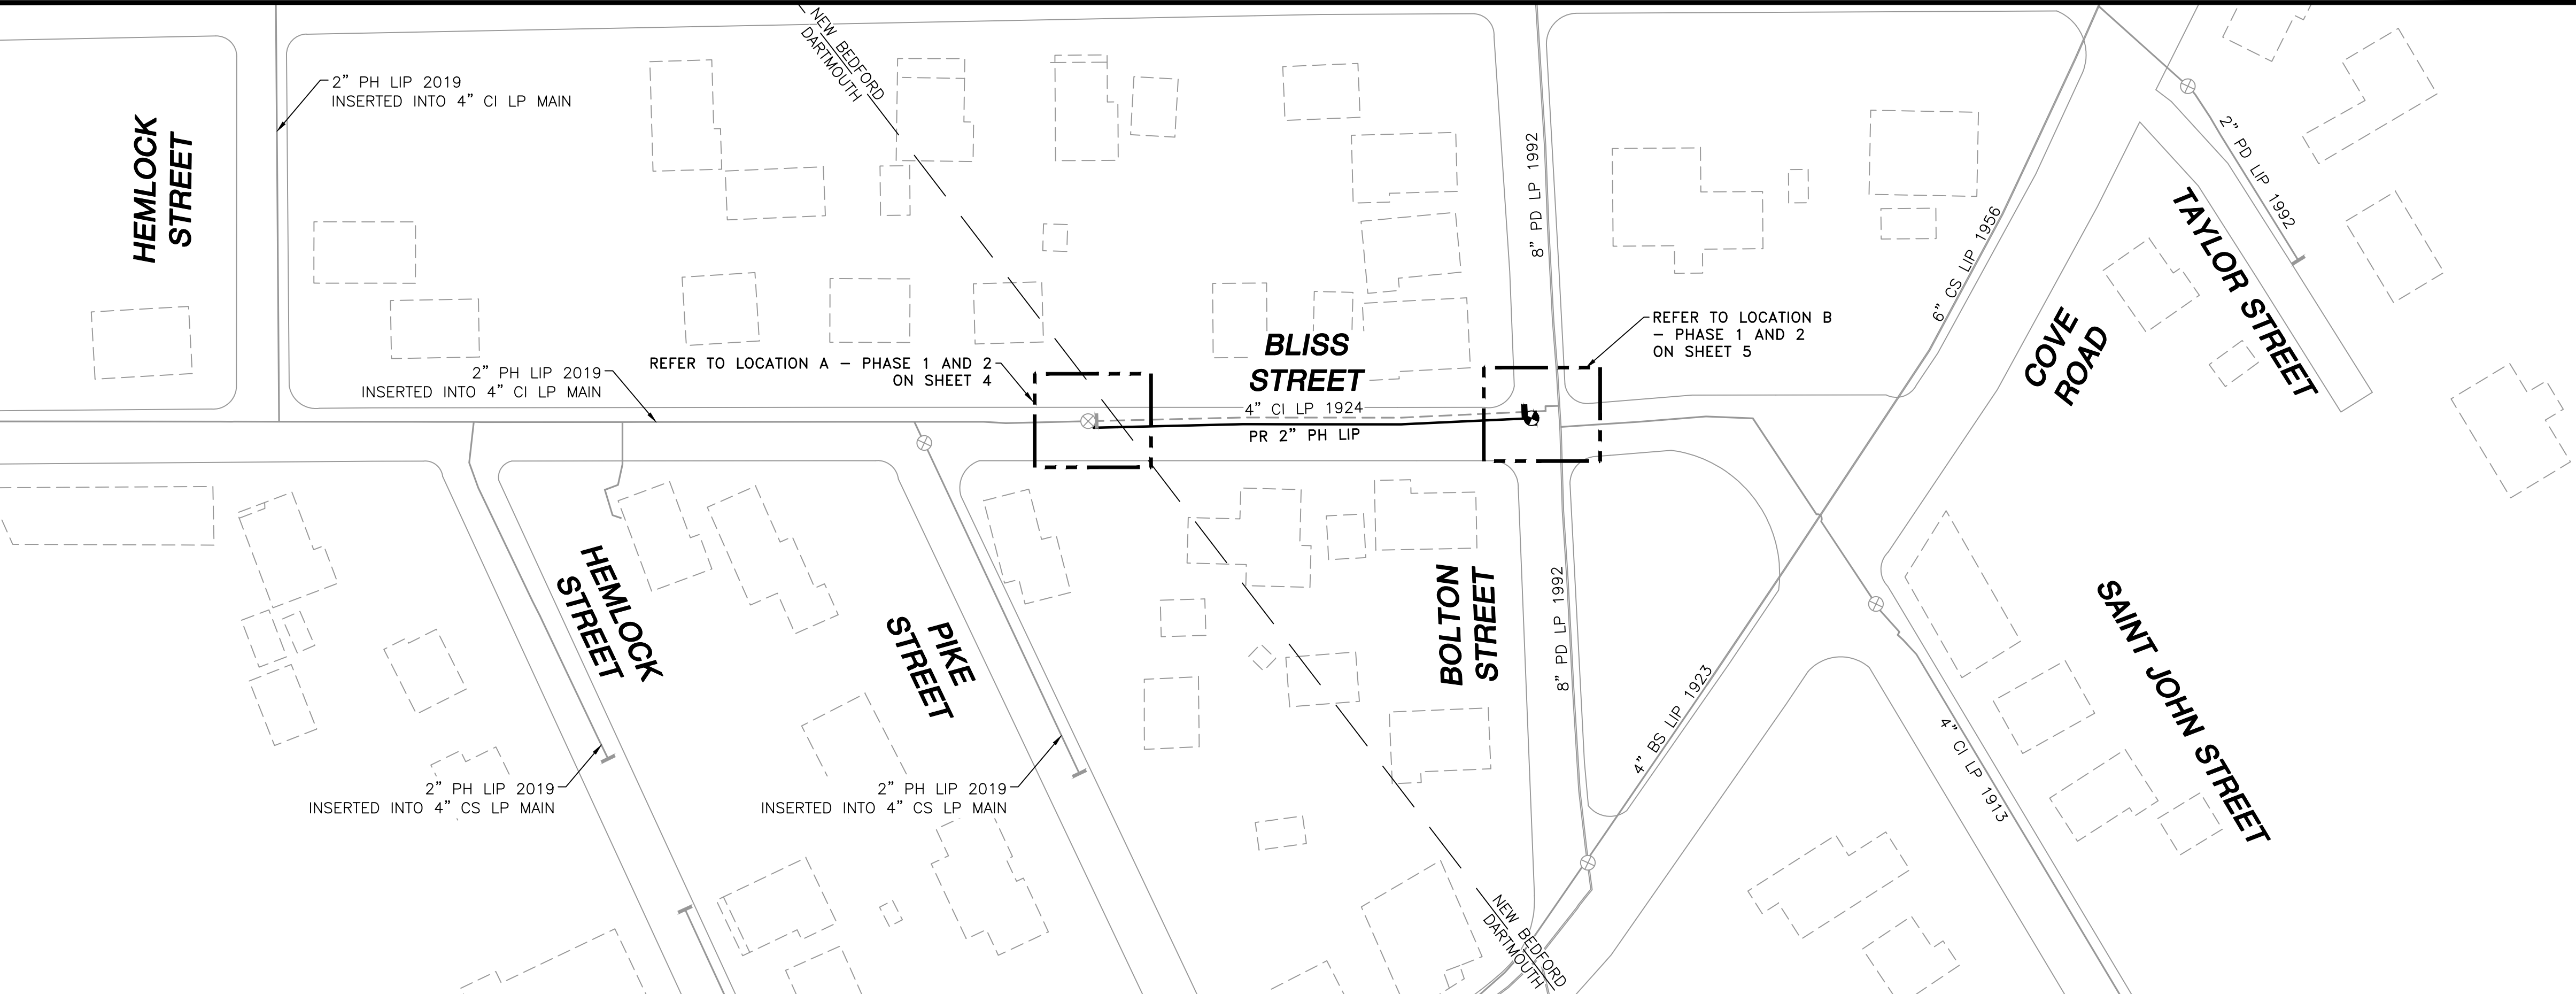 NEW BEDFORD
DARTMOUTH
2” PH LIP 2019
INSERTED INTO 4” CI LP MAIN
HEMLOCK
STREET
8” PD LP 1992
2” PD LIP 1992
6” CS LIP 1956
TAYLOR STREET
COVE
ROAD
REFER TO LOCATION B
– PHASE 1 AND 2
ON SHEET 5
BLISS
STREET
REFER TO LOCATION A – PHASE 1 AND 2
ON SHEET 4
2” PH LIP 2019
INSERTED INTO 4” CI LP MAIN
4” CI LP 1924
PR 2” PH LIP
HEMLOCK
STREET
PIKE
STREET
BOLTON
STREET
8” PD LP 1992
4” BS LIP 1923
SAINT JOHN STREET
4” CI LP 1913
2” PH LIP 2019
INSERTED INTO 4” CS LP MAIN
2” PH LIP 2019
INSERTED INTO 4” CS LP MAIN
NEW BEDFORD
DARTMOUTH